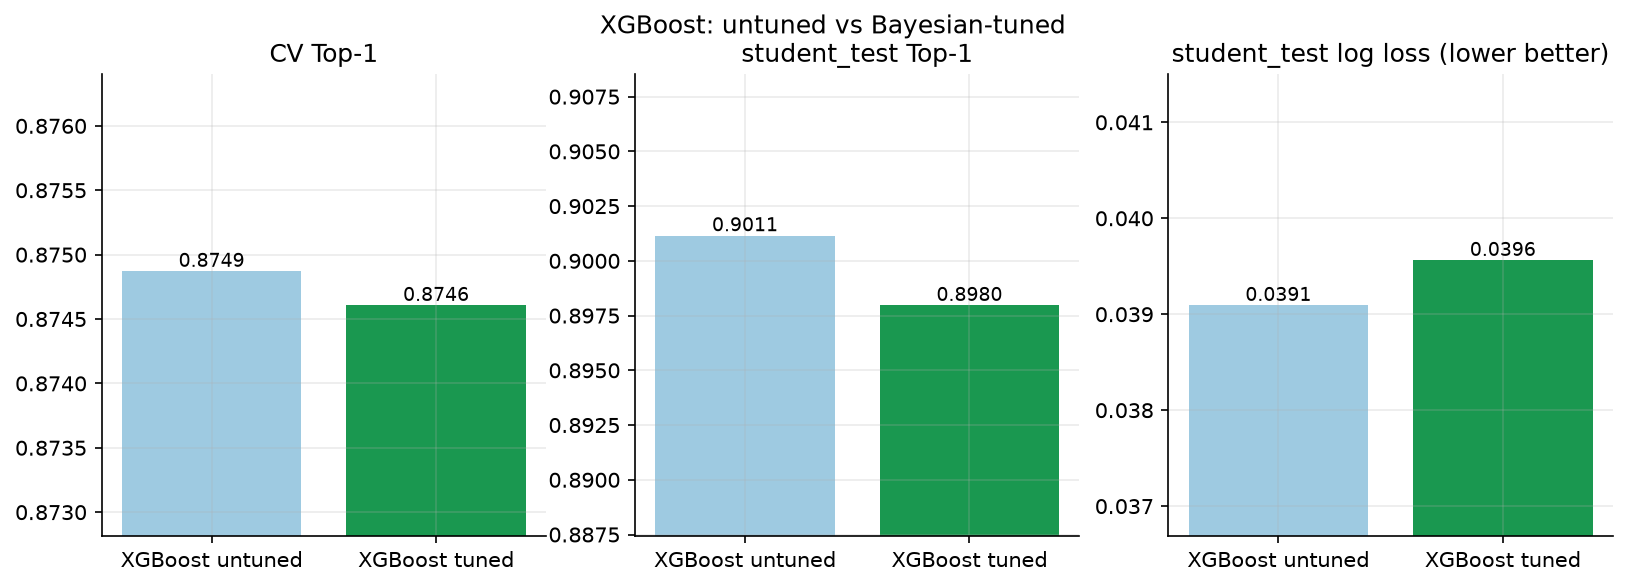 XGBoost: untuned vs Bayesian-tuned
CV Top-1
0.8760
0.8755
0.8750
0.8745
0.8740
0.8735
0.8730
0.8749
0.8746
XGBoost untuned
XGBoost tuned
student_test Top-1
0.9075
0.9050
0.9025
0.9000
0.8975
0.8950
0.8925
0.8900
0.8875
0.9011
0.8980
XGBoost untuned
XGBoost tuned
student_test log loss (lower better)
0.041
0.040
0.039
0.038
0.037
0.0391
0.0396
XGBoost untuned
XGBoost tuned